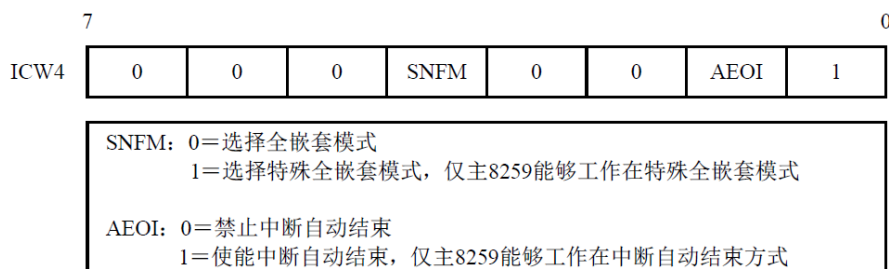 7 0
ICW4 0 0 0 SNFM 0 0 AEOI 1
SNFM：0＝选择全嵌套模式
1＝选择特殊全嵌套模式，仅主8259能够工作在特殊全嵌套模式
AEOI：0＝禁止中断自动结束
1＝使能中断自动结束，仅主8259能够工作在中断自动结束方式